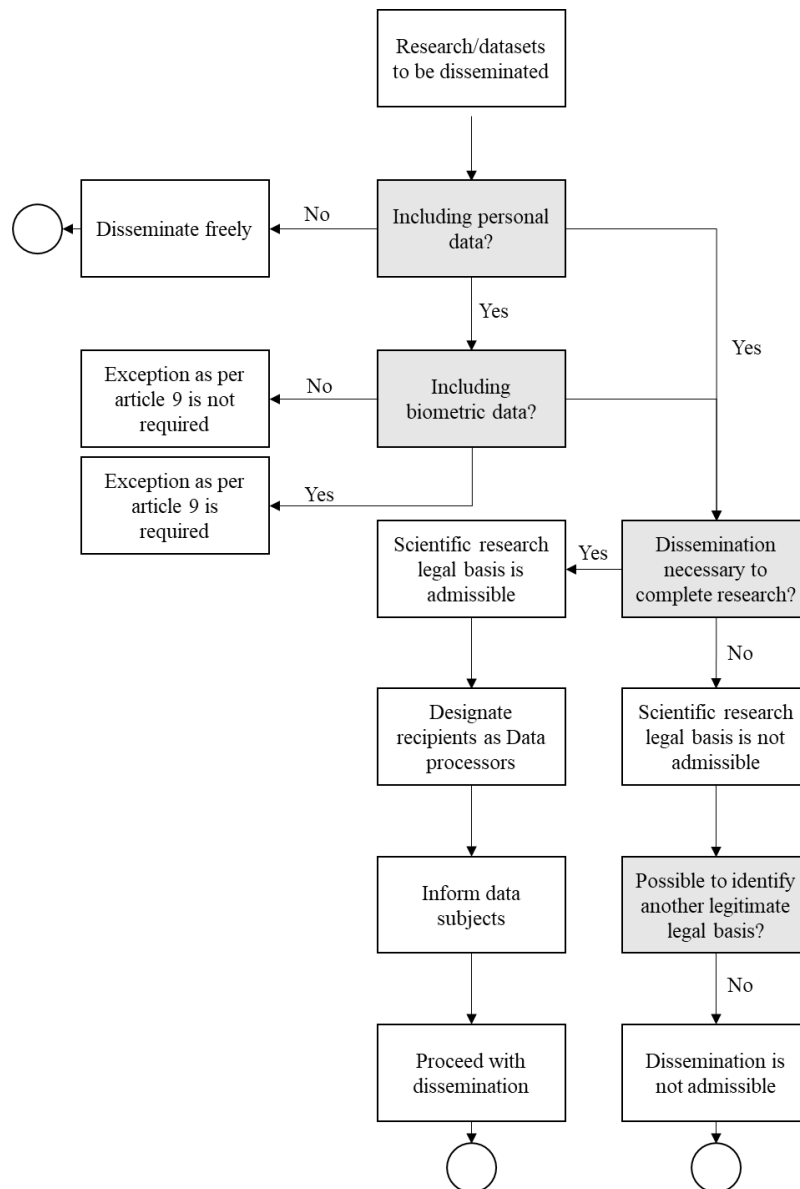 Research/datasets
to be disseminated
No
Disseminate freely
Including personal
data?
Yes
Yes
Exception as per
article 9 is not
required
No
Including
biometric data?
Exception as per
article 9 is
required
Yes
Scientific research
legal basis is
admissible
Yes
Dissemination
necessary to
complete research?
No
Designate
recipients as Data
processors
Scientific research
legal basis is not
admissible
Inform data
subjects
Possible to identify
another legitimate
legal basis?
No
Proceed with
dissemination
Dissemination is
not admissible